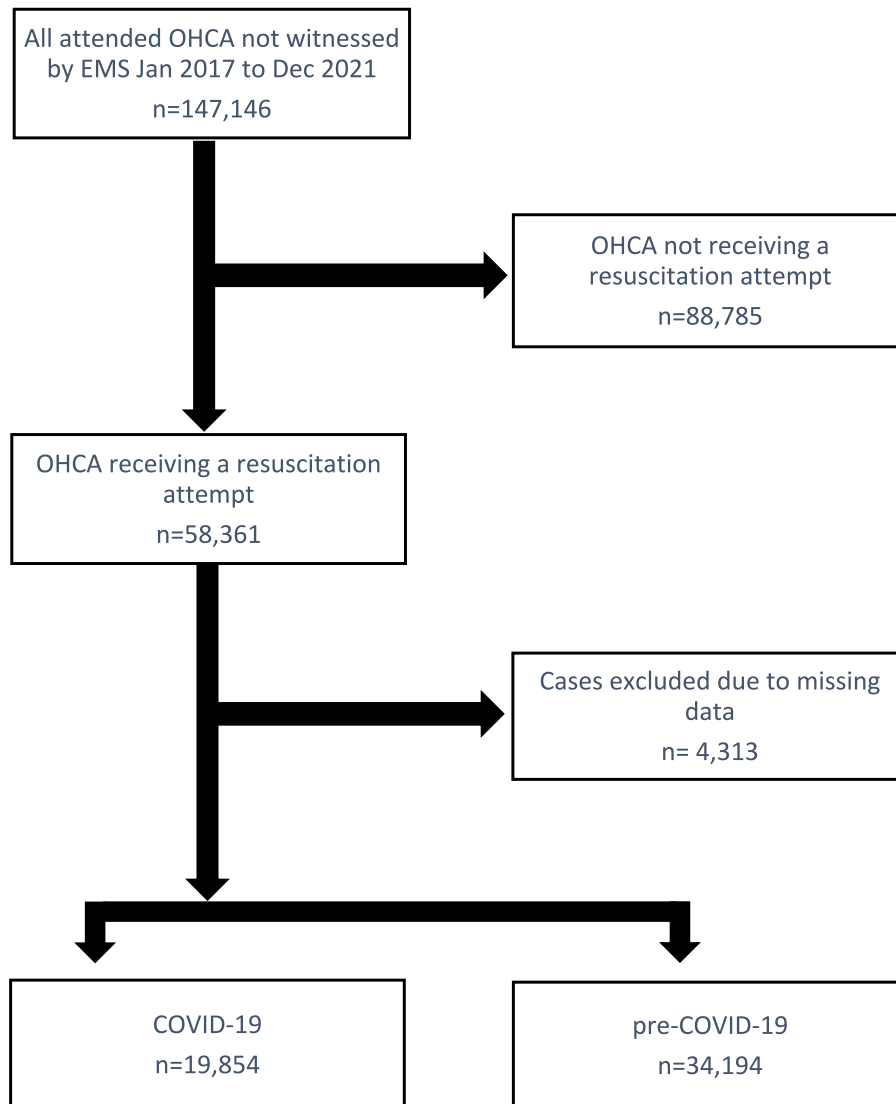 All attended OHCA not witnessed
by EMS Jan 2017 to Dec 2021
n=147,146
OHCA not receiving a
resuscitation attempt
n=88,785
OHCA receiving a resuscitation
attempt
n=58,361
Cases excluded due to missing
data
n= 4,313
COVID-19
n=19,854
pre-COVID-19
n=34,194